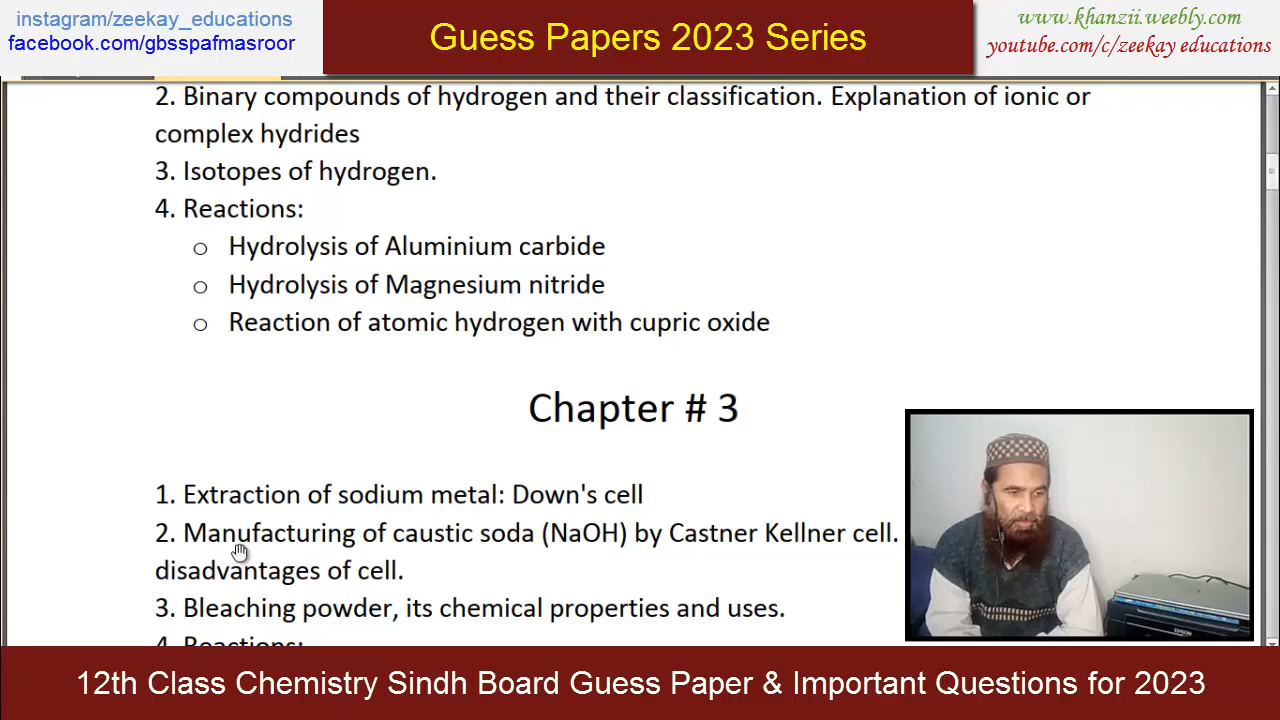 instagram/zeekay_educations
facebook.com/gbsspafmasroor
Guess Papers 2023 Series
www.khanzii.weebly.com
youtube.com/c/zeekay educations
2. Binary compounds of hydrogen and their classification. Explanation of ionic or
complex hydrides
3. Isotopes of hydrogen.
4. Reactions:
o Hydrolysis of Aluminium carbide
o Hydrolysis of Magnesium nitride
o Reaction of atomic hydrogen with cupric oxide
Chapter # 3
1. Extraction of sodium metal: Down's cell
2. Manufacturing of caustic soda (NaOH) by Castner Kellner cell.
disadvantages of cell.
3. Bleaching powder, its chemical properties and uses.
4. Reactions:
EPSON
12th Class Chemistry Sindh Board Guess Paper & Important Questions for 2023